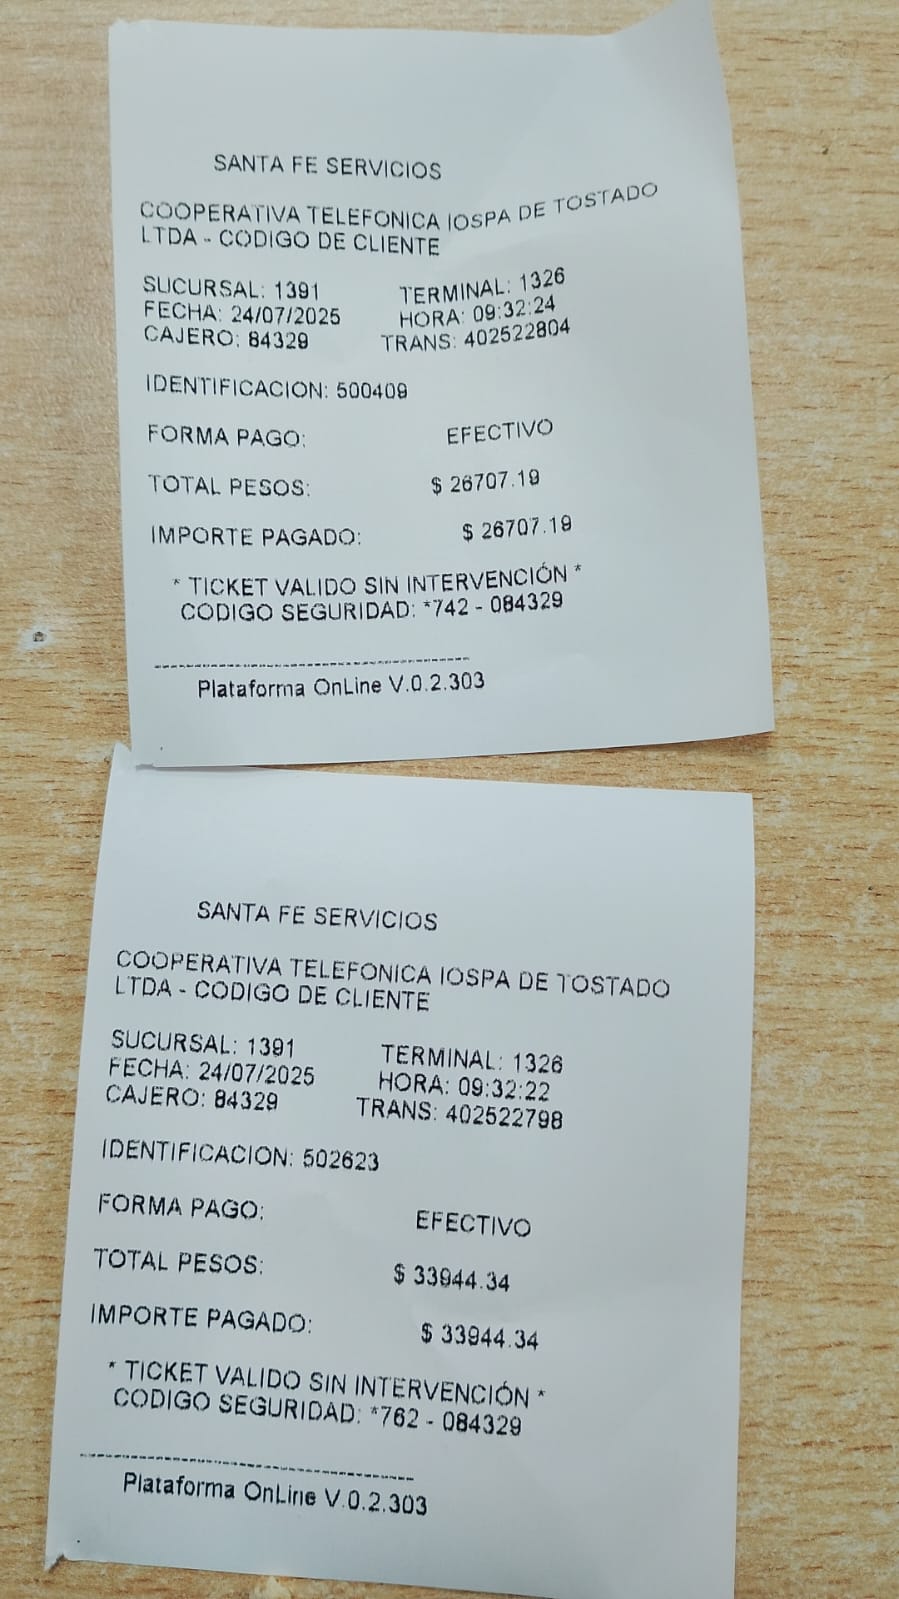 SANTA FE SERVICIOS
COOPERATIVA TELEFONICA IOSPA DE TOSTADO
LTDA - CODIGO DE CLIENTE
SUCURSAL: 1391 TERMINAL: 1326
FECHA: 24/07/2025 HORA: 09:32:24
CAJERO: 84329 TRANS: 402522804
IDENTIFICACION: 500409
FORMA PAGO: EFECTIVO
TOTAL PESOS: $ 26707.19
IMPORTE PAGADO: $ 26707.19
* TICKET VALIDO SIN INTERVENCIÓN *
CODIGO SEGURIDAD: *742 - 084329
Plataforma OnLine V.0.2.303
SANTA FE SERVICIOS
COOPERATIVA TELEFONICA IOSPA DE TOSTADO
LTDA - CODIGO DE CLIENTE
SUCURSAL: 1391 TERMINAL: 1326
FECHA: 24/07/2025 HORA: 09:32:22
CAJERO: 84329 TRANS: 402522798
IDENTIFICACION: 502623
FORMA PAGO: EFECTIVO
TOTAL PESOS: $ 33944.34
IMPORTE PAGADO: $ 33944.34
* TICKET VALIDO SIN INTERVENCIÓN *
CODIGO SEGURIDAD: *762 - 084329
Plataforma OnLine V.0.2.303